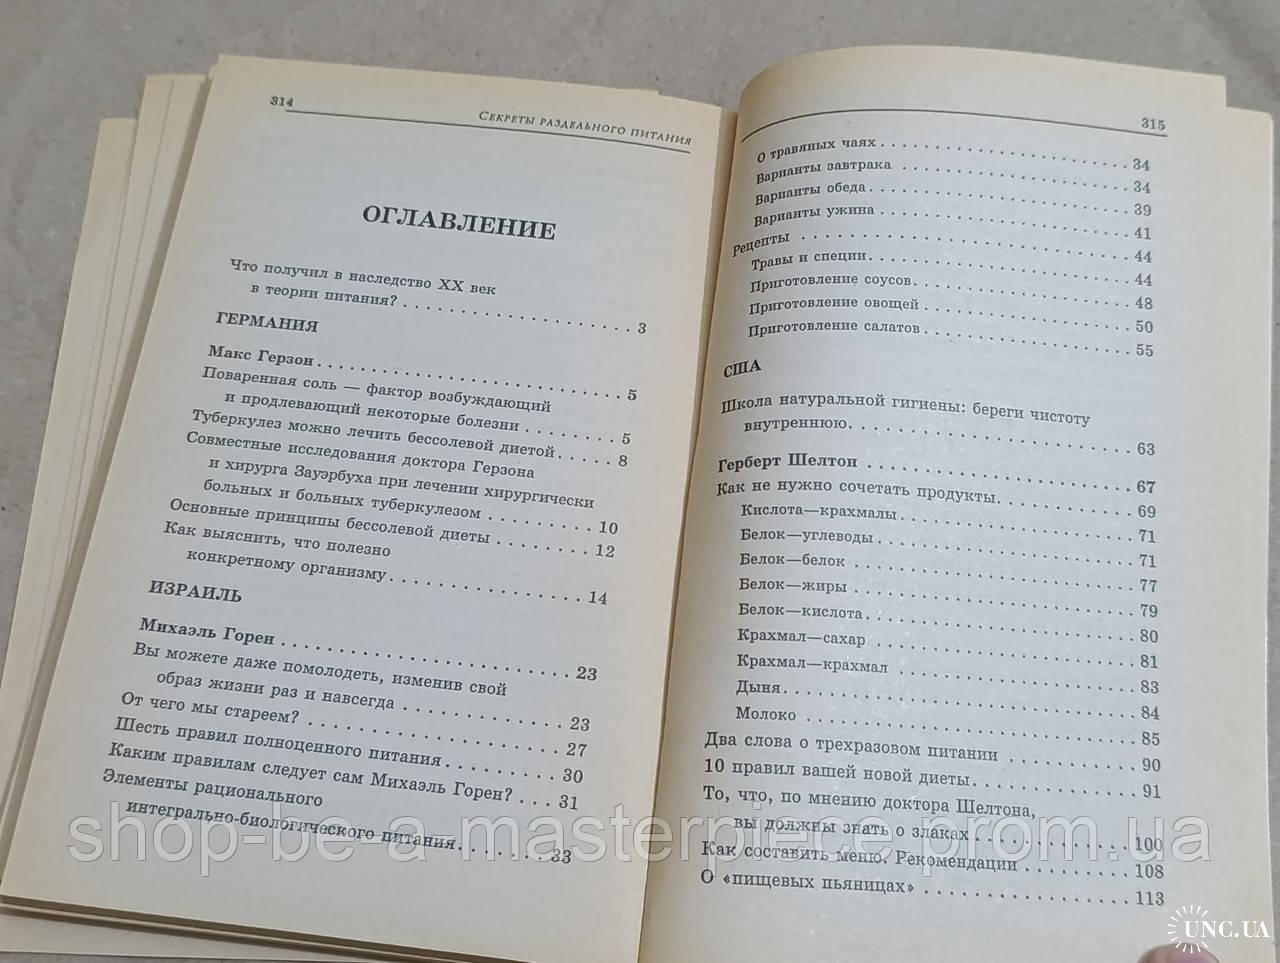 314
СЕКРЕТЫ РАЗДЕЛЬНОГО ПИТАНИЯ
ОГЛАВЛЕНИЕ
Что получил в наследство XX век
в теории питания? . . . . . . . . . . . . . . . . . . . . 3
ГЕРМАНИЯ
Макс Герзон . . . . . . . . . . . . . . . . . . . . . . . . . 5
Поваренная соль — фактор возбуждающий
и продлевающий некоторые болезни . . . . . . . . 5
Туберкулез можно лечить бессолевой диетой . . . . . 8
Совместные исследования доктора Герзона
и хирурга Зауэрбуха при лечении хирургически
больных и больных туберкулезом . . . . . . . . . . 10
Основные принципы бессолевой диеты . . . . . . . . 12
Как выяснить, что полезно
конкретному организму . . . . . . . . . . . . . . . . 14
ИЗРАИЛЬ
Михаэль Горен . . . . . . . . . . . . . . . . . . . . . . 23
Вы можете даже помолодеть, изменив свой
образ жизни раз и навсегда . . . . . . . . . . . . . 23
От чего мы стареем? . . . . . . . . . . . . . . . . . . . 27
Шесть правил полноценного питания . . . . . . . . . 30
Каким правилам следует сам Михаэль Горен? . . . 31
Элементы рационального
интегрально-биологического питания . . . . . . . . 33
315
О травяных чаях . . . . . . . . . . . . . . . . . . . . 34
Варианты завтрака . . . . . . . . . . . . . . . . . . . 34
Варианты обеда . . . . . . . . . . . . . . . . . . . . . 39
Варианты ужина . . . . . . . . . . . . . . . . . . . . 41
Рецепты . . . . . . . . . . . . . . . . . . . . . . . . . . 44
Травы и специи . . . . . . . . . . . . . . . . . . . . . 44
Приготовление соусов . . . . . . . . . . . . . . . . . 48
Приготовление овощей . . . . . . . . . . . . . . . . 50
Приготовление салатов . . . . . . . . . . . . . . . . 55
США
Школа натуральной гигиены: береги чистоту
внутреннюю . . . . . . . . . . . . . . . . . . . . . . . 63
Герберт Шелтон . . . . . . . . . . . . . . . . . . . . . 67
Как не нужно сочетать продукты . . . . . . . . . . . 69
Кислота—крахмалы . . . . . . . . . . . . . . . . . . 71
Белок—углеводы . . . . . . . . . . . . . . . . . . . . 71
Белок—белок . . . . . . . . . . . . . . . . . . . . . . 77
Белок—жиры . . . . . . . . . . . . . . . . . . . . . . 79
Белок—кислота . . . . . . . . . . . . . . . . . . . . . 80
Крахмал—сахар . . . . . . . . . . . . . . . . . . . . 81
Крахмал—крахмал . . . . . . . . . . . . . . . . . . 83
Дыня . . . . . . . . . . . . . . . . . . . . . . . . . . . 84
Молоко . . . . . . . . . . . . . . . . . . . . . . . . . . 85
Два слова о трехразовом питании . . . . . . . . . . 90
10 правил вашей новой диеты . . . . . . . . . . . . . 91
То, что, по мнению доктора Шелтона,
вы должны знать о злаках . . . . . . . . . . . . . . 100
Как составить меню. Рекомендации . . . . . . . . . 108
О «пищевых пьяницах» . . . . . . . . . . . . . . . . . 113
shop-be-a-masterpiece.prom.ua
UNC.UA